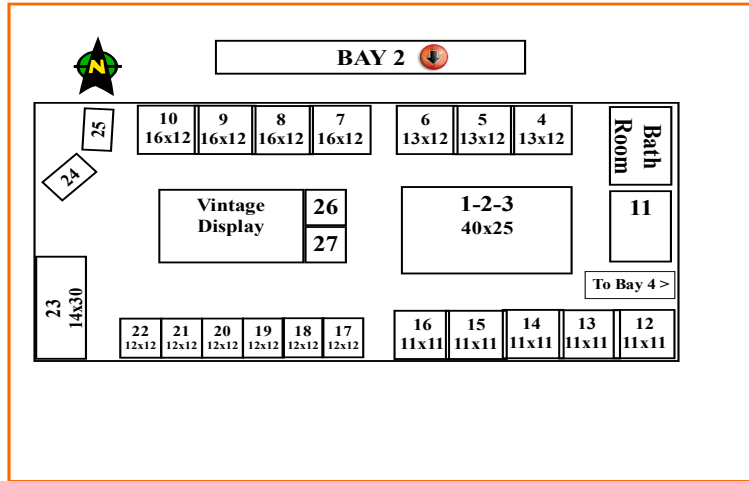 BAY 2
N
10
16x12
9
16x12
8
16x12
7
16x12
6
13x12
5
13x12
4
13x12
Bath
Room
25
24
Vintage
Display
26
27
1-2-3
40x25
11
To Bay 4 >
23
14x30
22
12x12
21
12x12
20
12x12
19
12x12
18
12x12
17
12x12
16
11x11
15
11x11
14
11x11
13
11x11
12
11x11